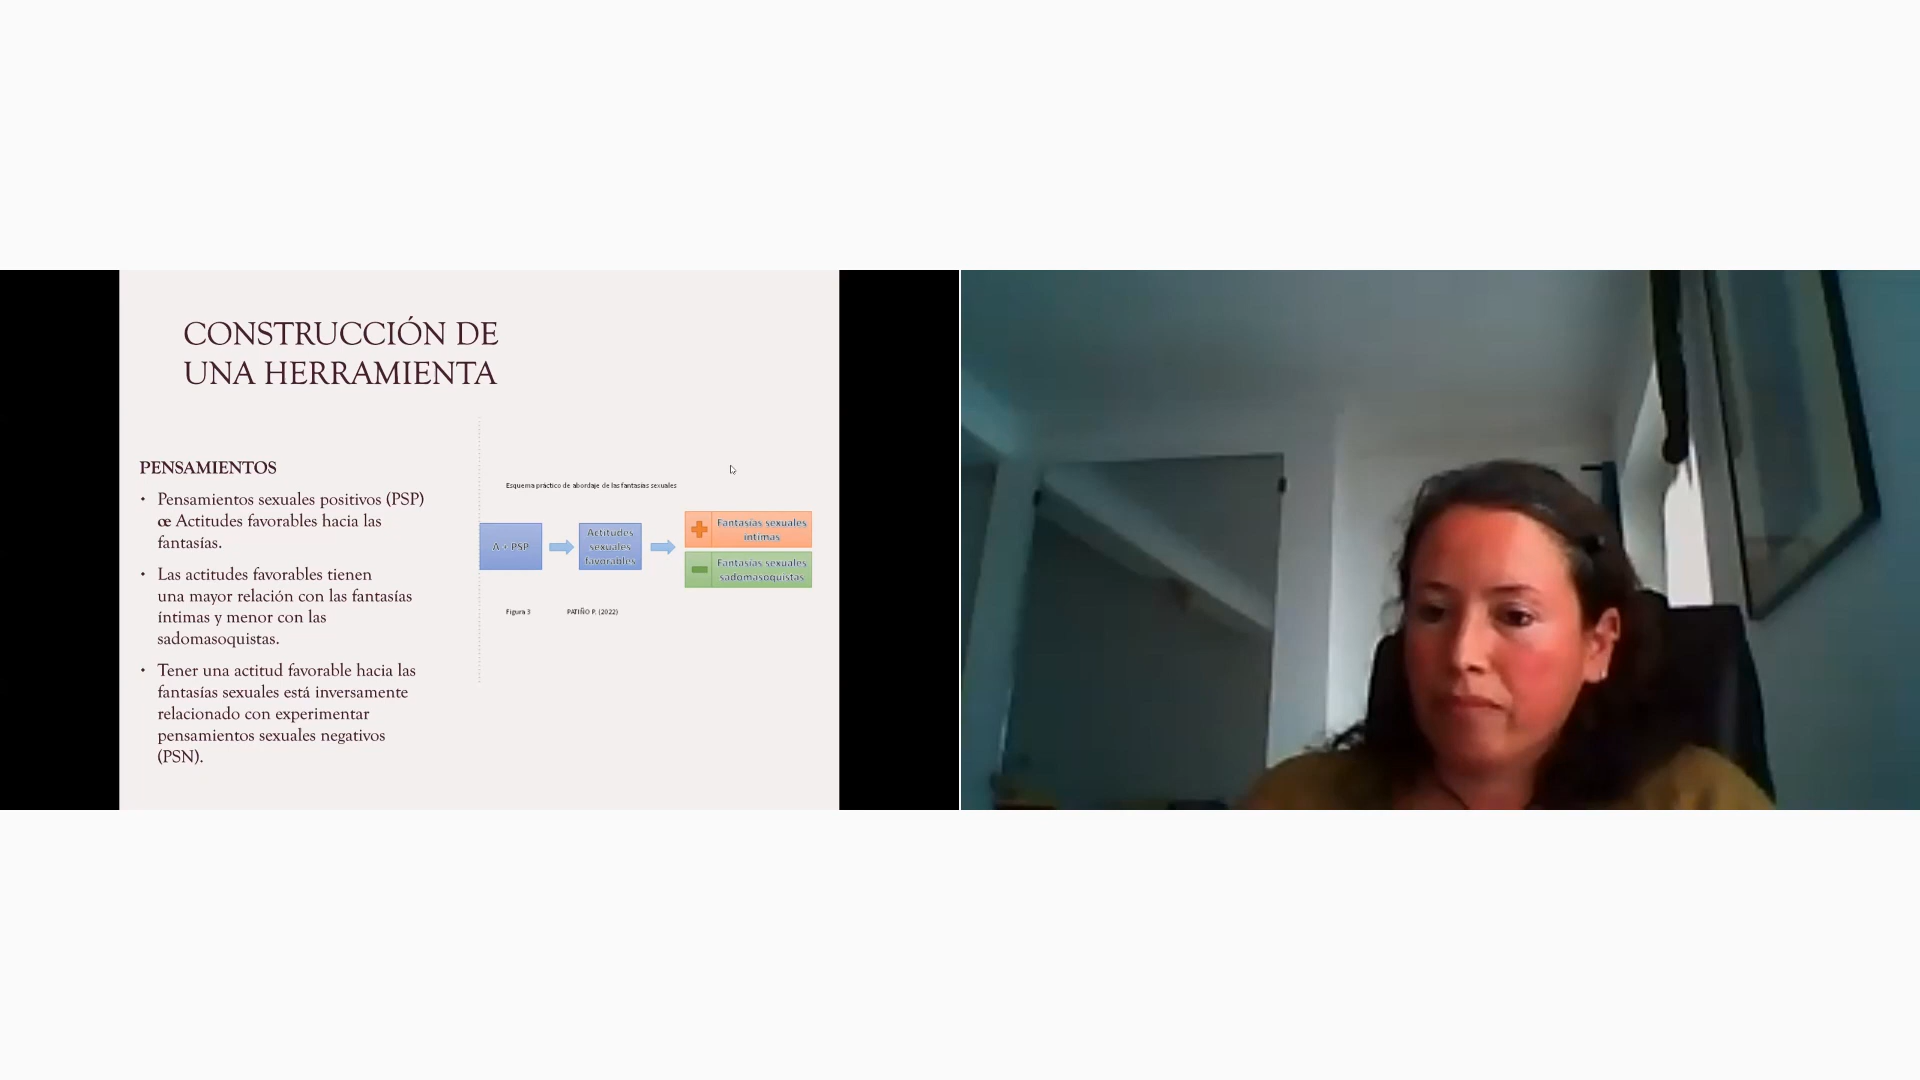 CONSTRUCCIÓN DE
UNA HERRAMIENTA
PENSAMIENTOS
• Pensamientos sexuales positivos (PSP)
œ Actitudes favorables hacia las
fantasías.
• Las actitudes favorables tienen
una mayor relación con las fantasías
íntimas y menor con las
sadomasoquistas.
• Tener una actitud favorable hacia las
fantasías sexuales está inversamente
relacionado con experimentar
pensamientos sexuales negativos
(PSN).
Esquema práctico de abordaje de las fantasías sexuales
PSP
Actitudes
sexuales
favorables
Fantasías sexuales
íntimas
Fantasías sexuales
sadomasoquistas
Figura 3 PATIÑO P. (2022)